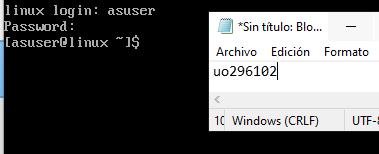 linux login: asuser
Password:
[asuser@linux ~]$
*Sin título: Blo
Archivo Edición Formato
uo296102
Windows (CRLF)
UTF-8